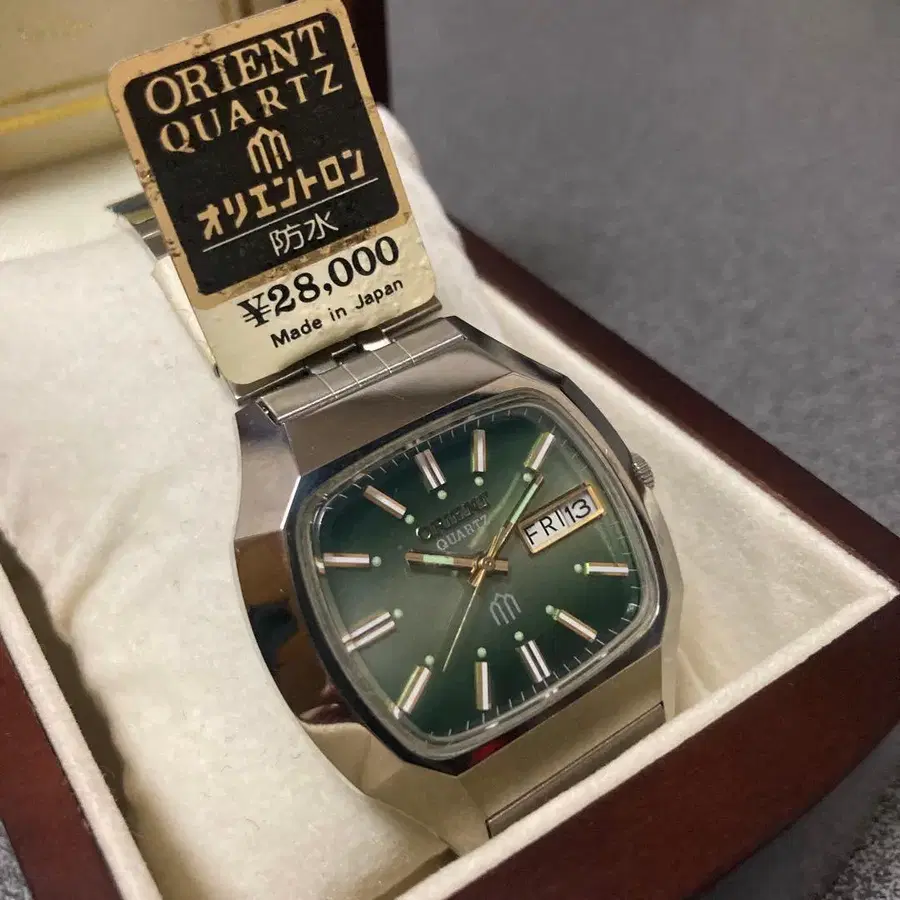 ORIENT
QUARTZ
オリエントロン
防水
¥28,000
Made in Japan
ORIENT
QUARTZ
FRI 13